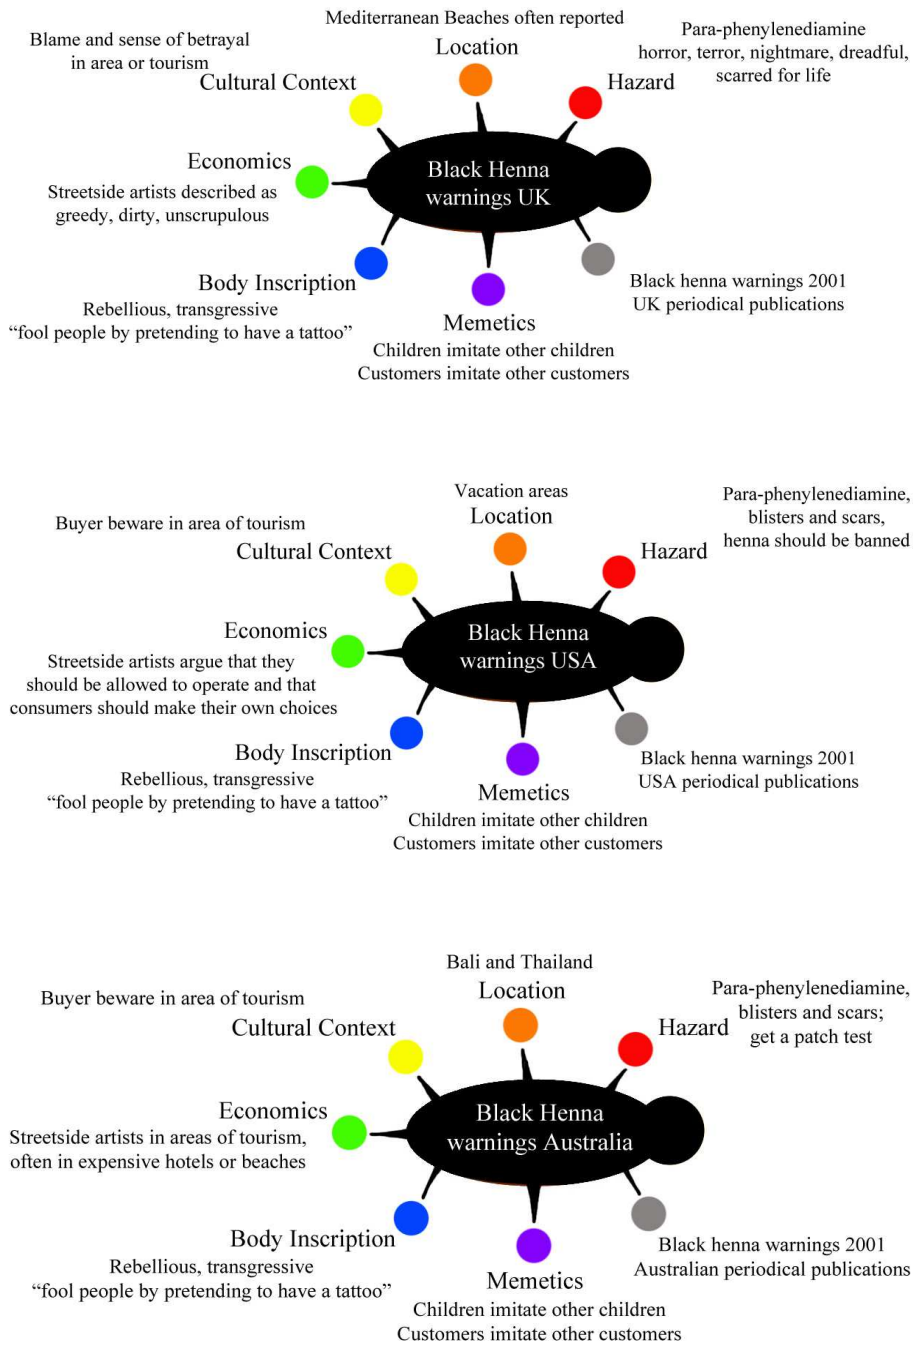 Mediterranean Beaches often reported
Location
Blame and sense of betrayal
in area or tourism
Cultural Context
Para-phenylenediamine
horror, terror, nightmare, dreadful,
scarred for life
Hazard
Economics
Streetside artists described as
greedy, dirty, unscrupulous
Black Henna
warnings UK
Body Inscription
Rebellious, transgressive
“fool people by pretending to have a tattoo”
Memetics
Children imitate other children
Customers imitate other customers
Black henna warnings 2001
UK periodical publications
Vacation areas
Location
Buyer beware in area of tourism
Cultural Context
Para-phenylenediamine,
blisters and scars,
henna should be banned
Hazard
Economics
Streetside artists argue that they
should be allowed to operate and that
consumers should make their own choices
Black Henna
warnings USA
Body Inscription
Rebellious, transgressive
“fool people by pretending to have a tattoo”
Memetics
Children imitate other children
Customers imitate other customers
Black henna warnings 2001
USA periodical publications
Bali and Thailand
Location
Buyer beware in area of tourism
Cultural Context
Para-phenylenediamine,
blisters and scars;
get a patch test
Hazard
Economics
Streetside artists in areas of tourism,
often in expensive hotels or beaches
Black Henna
warnings Australia
Body Inscription
Rebellious, transgressive
“fool people by pretending to have a tattoo”
Memetics
Children imitate other children
Customers imitate other customers
Black henna warnings 2001
Australian periodical publications